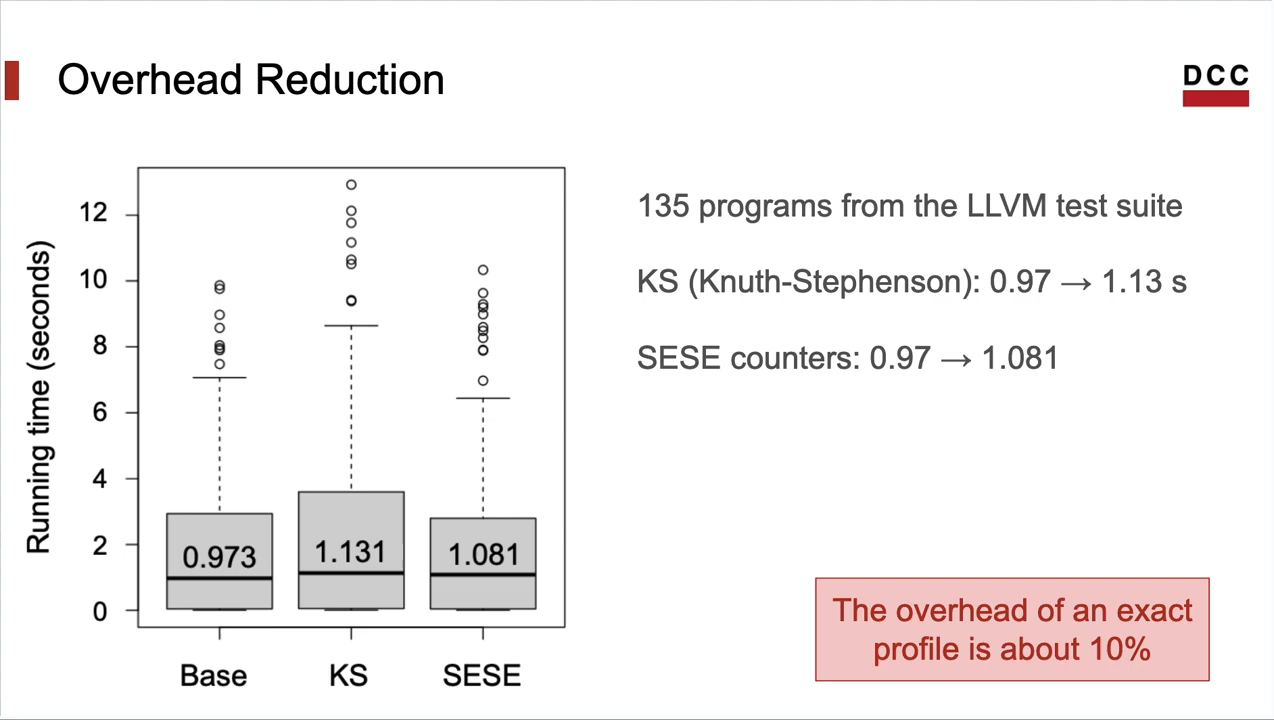 Overhead Reduction
DCC
Running time (seconds)
12
10
8
6
4
2
0
0.973
1.131
1.081
Base
KS
SESE
135 programs from the LLVM test suite
KS (Knuth-Stephenson): 0.97 → 1.13 s
SESE counters: 0.97 → 1.081
The overhead of an exact
profile is about 10%